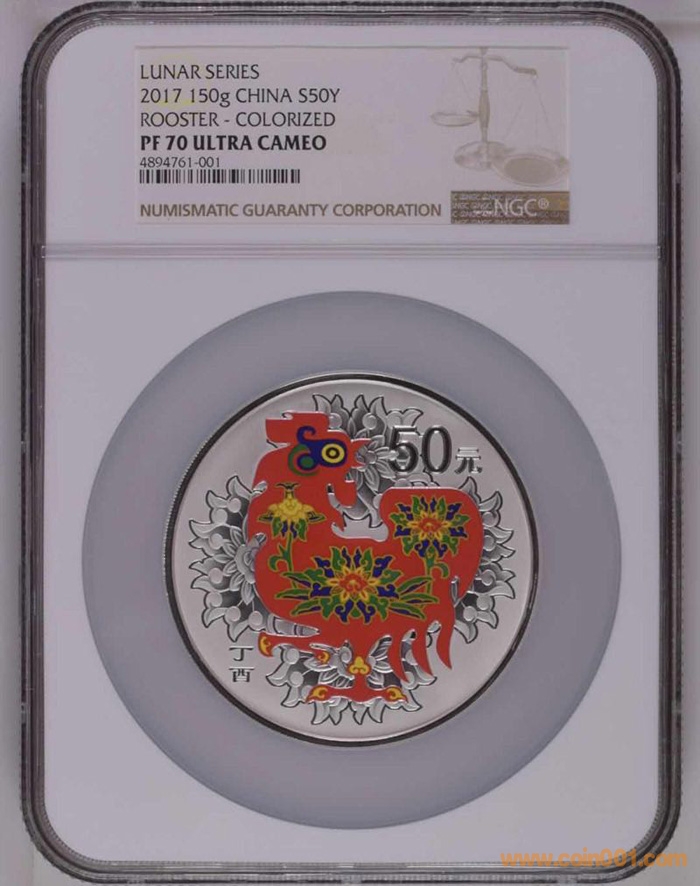 LUNAR SERIES
2017 150g CHINA S50Y
ROOSTER - COLORIZED
PF 70 ULTRA CAMEO
4894761-001
NUMISMATIC GUARANTY CORPORATION
NGC®
50元
丁
酉
www.coin001.com